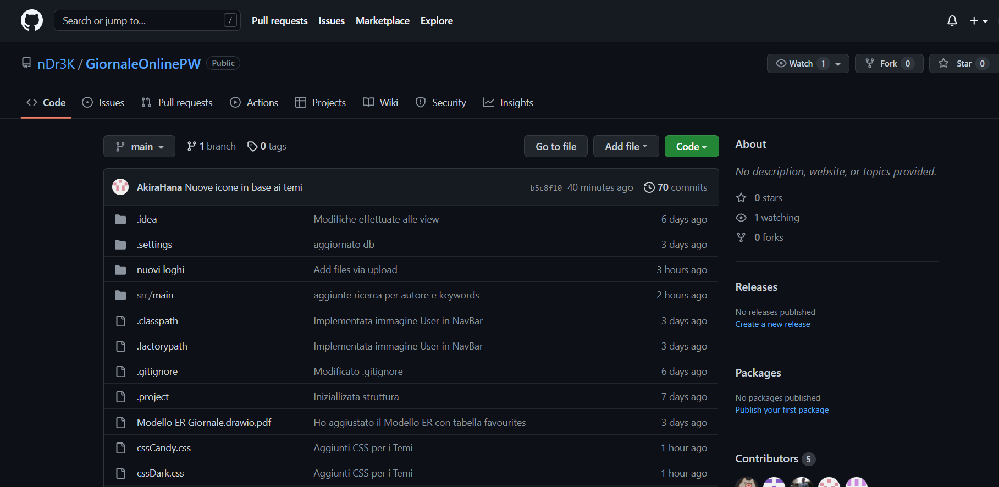 Search or jump to... /
Pull requests Issues Marketplace Explore
nDr3K / GiornaleOnlinePW Public
Watch 1 Fork 0 Star 0
Code Issues Pull requests Actions Projects Wiki Security Insights
main 1 branch 0 tags
Go to file Add file Code
AkiraHana Nuove icone in base ai temi b5c8f10 40 minutes ago 70 commits
.idea Modifiche effettuate alle view 6 days ago
.settings aggiornato db 3 days ago
nuovi loghi Add files via upload 3 hours ago
src/main aggiunte ricerca per autore e keywords 2 hours ago
.classpath Implementata immagine User in NavBar 3 days ago
.factorypath Implementata immagine User in NavBar 3 days ago
.gitignore Modificato .gitignore 6 days ago
.project Iniziallizata struttura 7 days ago
Modello ER Giornale.drawio.pdf Ho aggiustato il Modello ER con tabella favourites 3 days ago
cssCandy.css Aggiunti CSS per i Temi 1 hour ago
cssDark.css Aggiunti CSS per i Temi 1 hour ago
About
No description, website, or topics provided.
0 stars
1 watching
0 forks
Releases
No releases published
Create a new release
Packages
No packages published
Publish your first package
Contributors 5